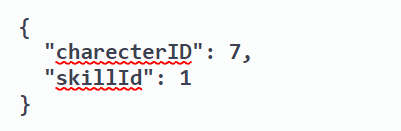 {
  "charecterID": 7,
  "skillId": 1
}